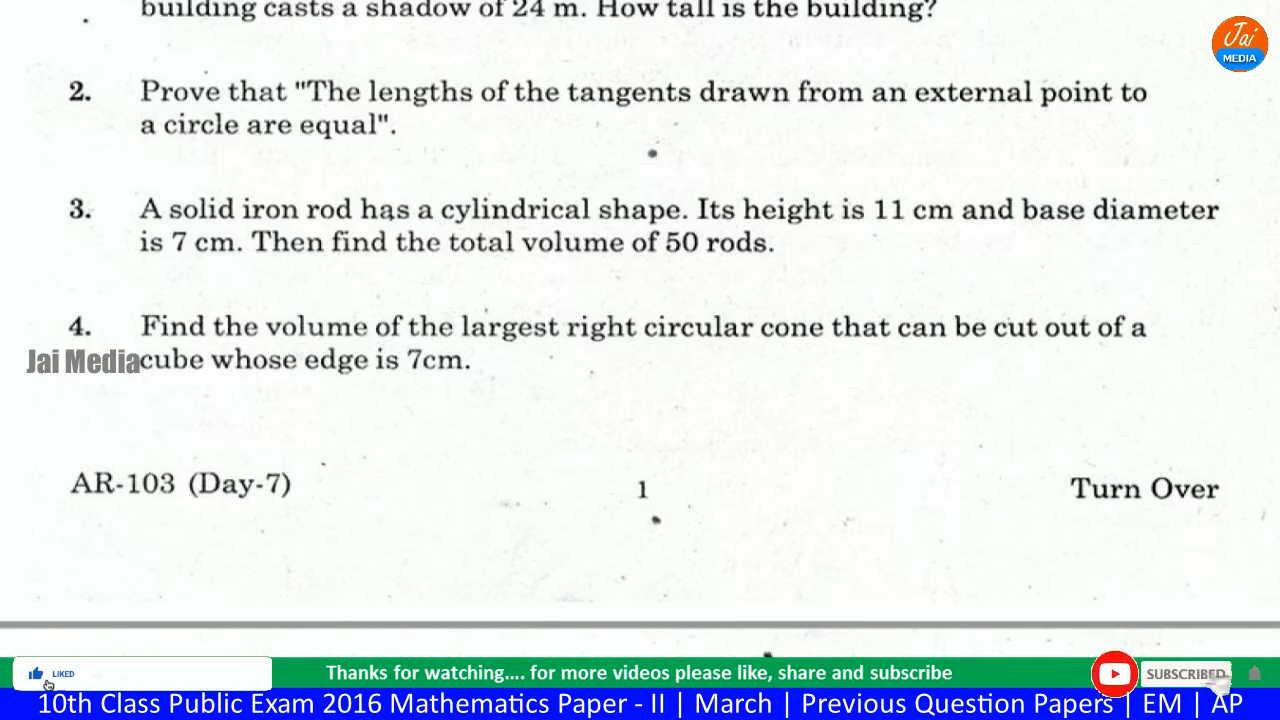 building casts a shadow of 24 m. How tall is the building?
Jai
MEDIA
2. Prove that "The lengths of the tangents drawn from an external point to
a circle are equal".
3. A solid iron rod has a cylindrical shape. Its height is 11 cm and base diameter
is 7 cm. Then find the total volume of 50 rods.
4. Find the volume of the largest right circular cone that can be cut out of a
Jai Media
cube whose edge is 7cm.
AR-103 (Day-7) 1 Turn Over
LIKED
Thanks for watching.... for more videos please like, share and subscribe
SUBSCRIBED
10th Class Public Exam 2016 Mathematics Paper - II | March | Previous Question Papers | EM | AP